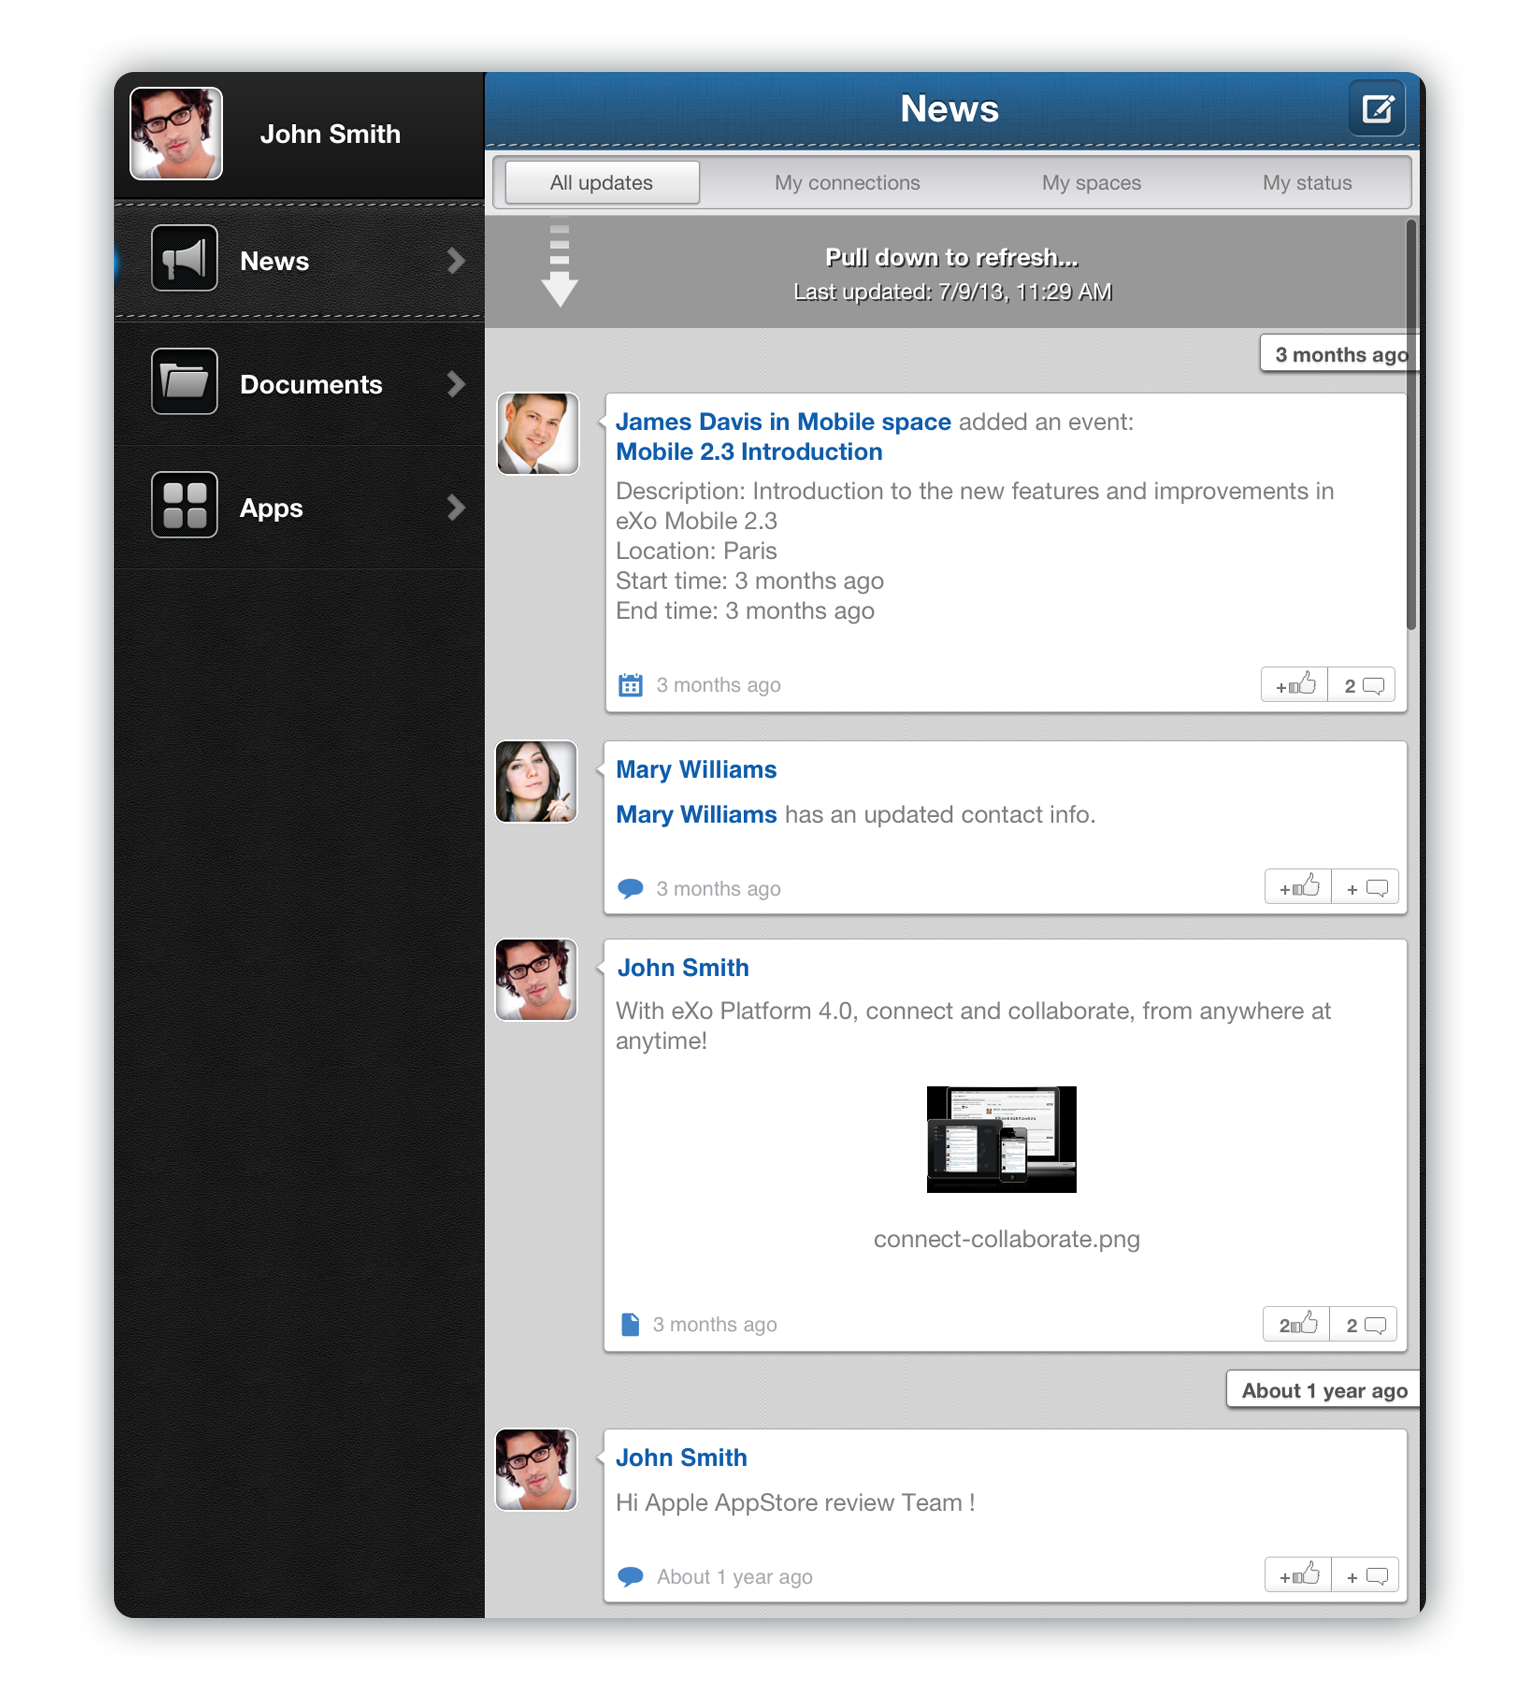 John Smith
News
Documents
Apps
News
All updates
My connections
My spaces
My status
Pull down to refresh...
Last updated: 7/9/13, 11:29 AM
3 months ago
James Davis in Mobile space added an event:
Mobile 2.3 Introduction
Description: Introduction to the new features and improvements in
eXo Mobile 2.3
Location: Paris
Start time: 3 months ago
End time: 3 months ago
3 months ago
+
2
Mary Williams
Mary Williams has an updated contact info.
3 months ago
+
+
John Smith
With eXo Platform 4.0, connect and collaborate, from anywhere at
anytime!
connect-collaborate.png
3 months ago
2
2
About 1 year ago
John Smith
Hi Apple AppStore review Team !
About 1 year ago
+
+